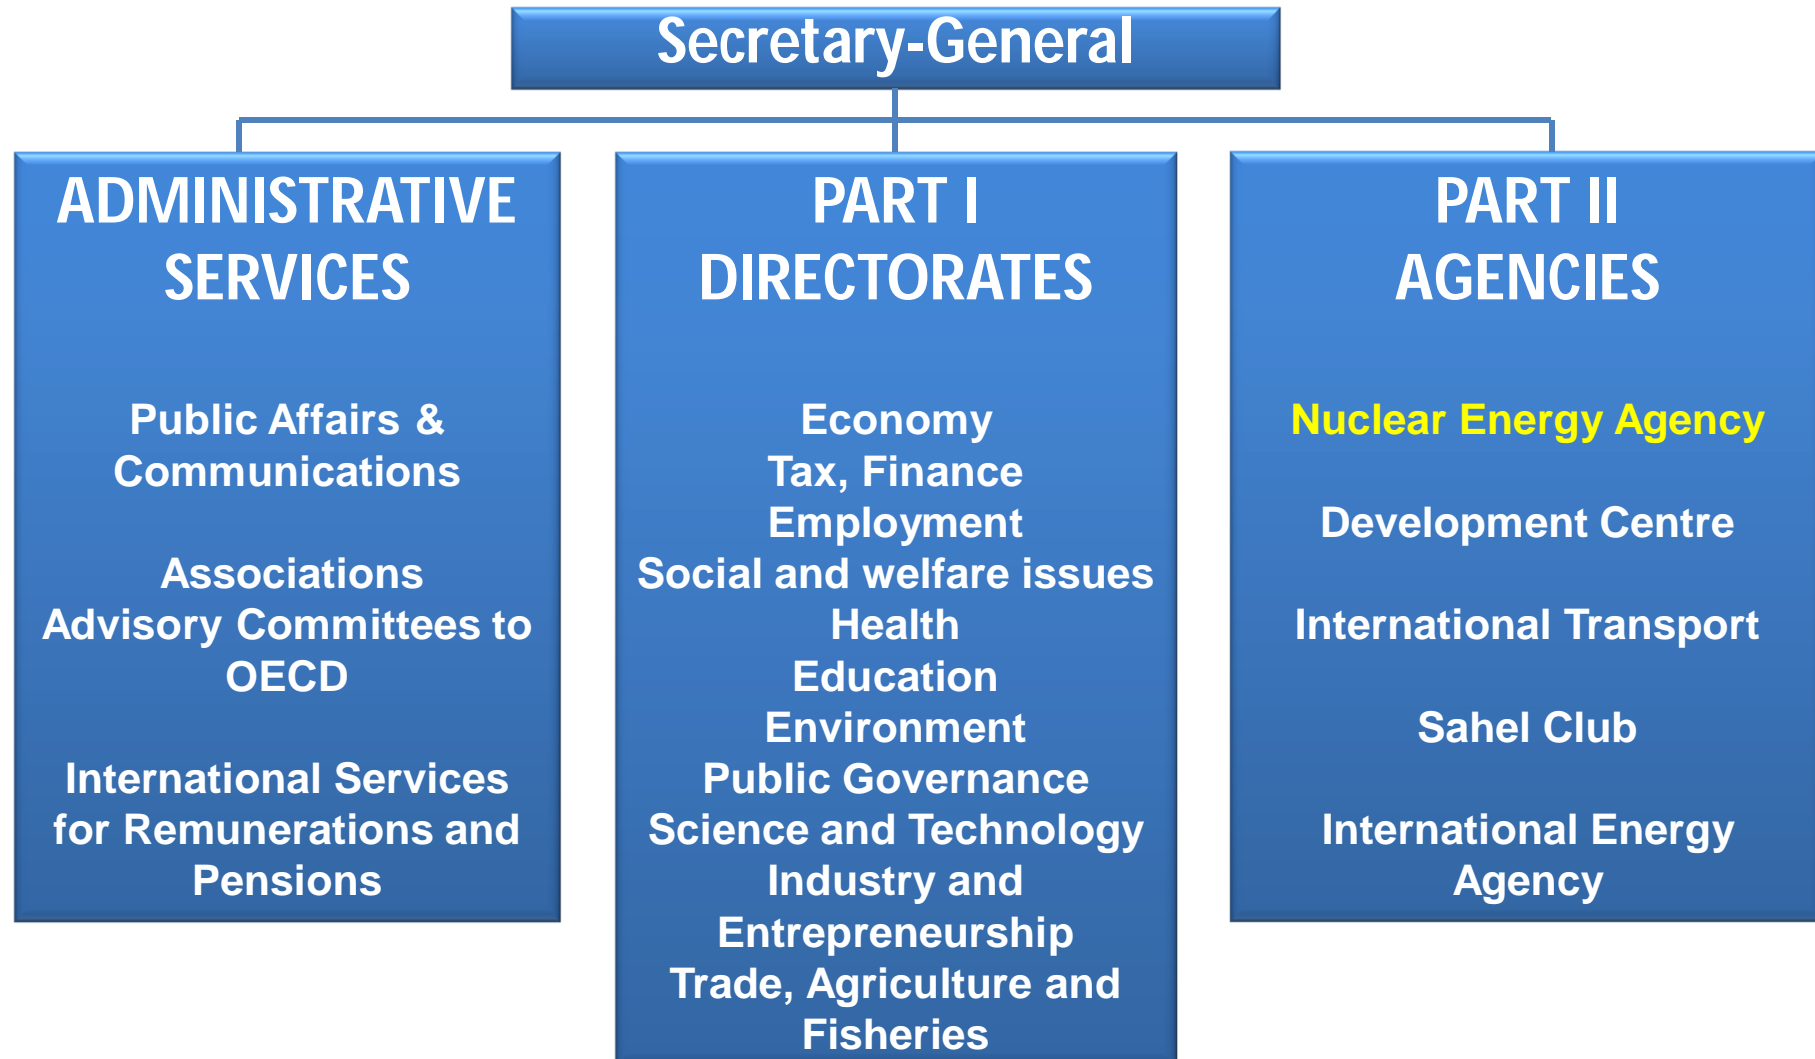 Secretary-General
ADMINISTRATIVE
SERVICES
Public Affairs &
Communications
Associations
Advisory Committees to
OECD
International Services
for Remunerations and
Pensions
PART I
DIRECTORATES
Economy
Tax, Finance
Employment
Social and welfare issues
Health
Education
Environment
Public Governance
Science and Technology
Industry and
Entrepreneurship
Trade, Agriculture and
Fisheries
PART II
AGENCIES
Nuclear Energy Agency
Development Centre
International Transport
Sahel Club
International Energy
Agency